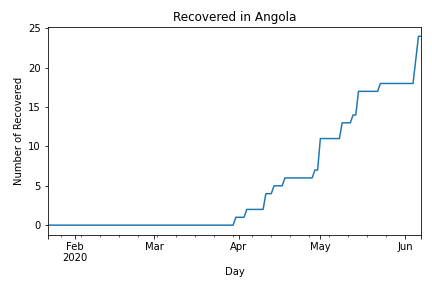 Recovered in Angola
Number of Recovered
25
20
15
10
5
0
Feb
2020
Mar
Apr
May
Jun
Day